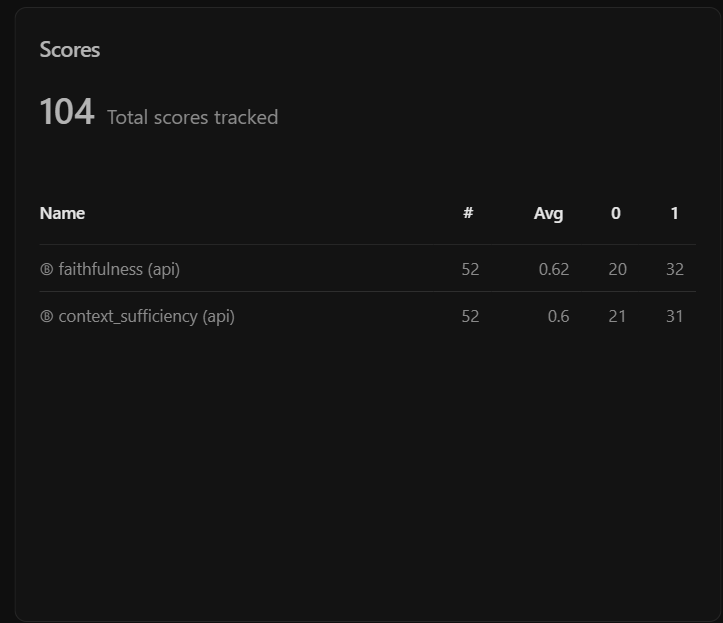 Scores
104 Total scores tracked
Name # Avg 0 1
Ⓑ faithfulness (api) 52 0.62 20 32
Ⓑ context_sufficiency (api) 52 0.6 21 31